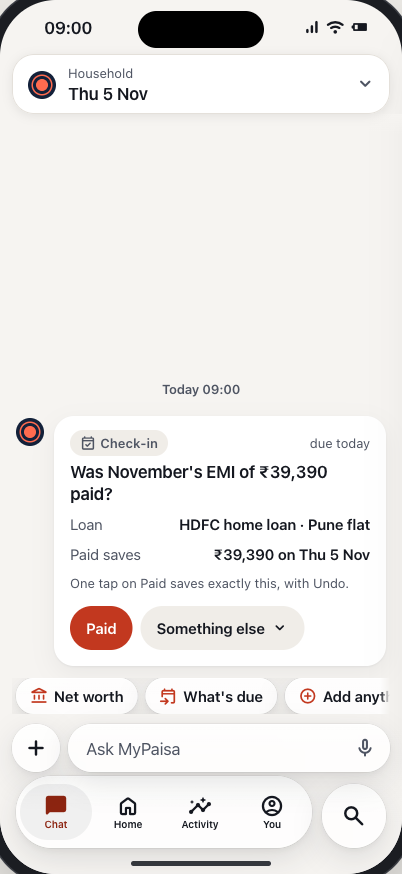 09:00
Household
Thu 5 Nov
Today 09:00
Check-in
due today
Was November's EMI of ₹39,390
paid?
Loan
HDFC home loan · Pune flat
Paid saves
₹39,390 on Thu 5 Nov
One tap on Paid saves exactly this, with Undo.
Paid
Something else
Net worth
What's due
Add anyt
Ask MyPaisa
Chat
Home
Activity
You